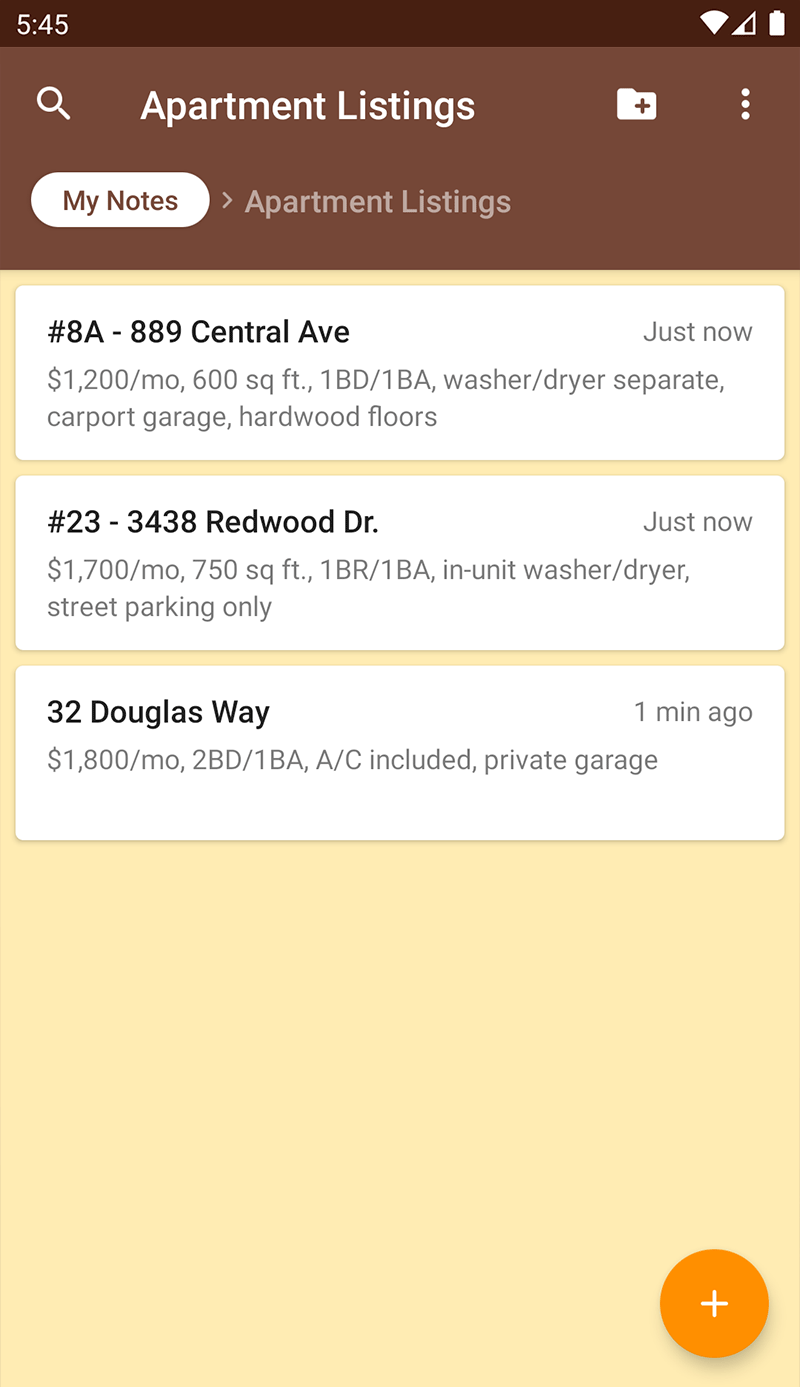 5:45
Apartment Listings
My Notes > Apartment Listings
#8A - 889 Central Ave Just now
$1,200/mo, 600 sq ft., 1BD/1BA, washer/dryer separate,
carport garage, hardwood floors
#23 - 3438 Redwood Dr. Just now
$1,700/mo, 750 sq ft., 1BR/1BA, in-unit washer/dryer,
street parking only
32 Douglas Way 1 min ago
$1,800/mo, 2BD/1BA, A/C included, private garage